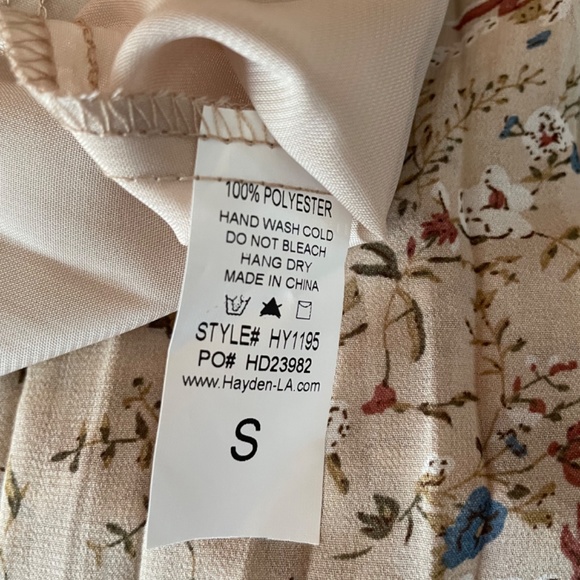 100% POLYESTER
HAND WASH COLD
DO NOT BLEACH
HANG DRY
MADE IN CHINA
STYLE# HY1195
PO# HD23982
www.Hayden-LA.com
S